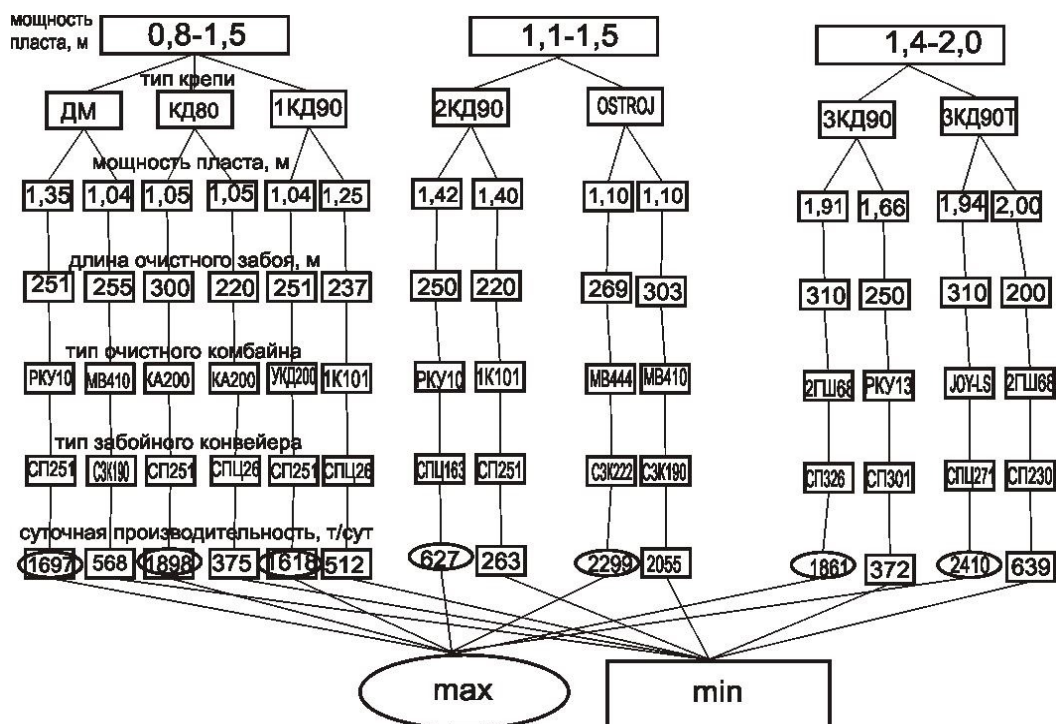 мощность
пласта, м
0,8-1,5 1,1-1,5 1,4-2,0
тип крепи
ДМ КД80 1КД90 2КД90 OSTROJ 3КД90 3КД90Т
мощность пласта, м
1,35 1,04 1,05 1,05 1,04 1,25 1,42 1,40 1,10 1,10 1,91 1,66 1,94 2,00
длина очистного забоя, м
251 255 300 220 251 237 250 220 269 303 310 250 310 200
тип очистного комбайна
РКУ10 МВ410 КА200 КА200 УКД200 1К101 РКУ10 1К101 МВ444 МВ410 2ГШ68 РКУ13 JOY-LS 2ГШ68
тип забойного конвейера
СП251 СЗК190 СП251 СПЦ26 СП251 СПЦ26 СПЦ163 СП251 СЗК222 СЗК190 СП326 СП301 СПЦ271 СП230
суточная производительность, т/сут
1697 568 1898 375 1618 512 627 263 2299 2055 1861 372 2410 639
max min